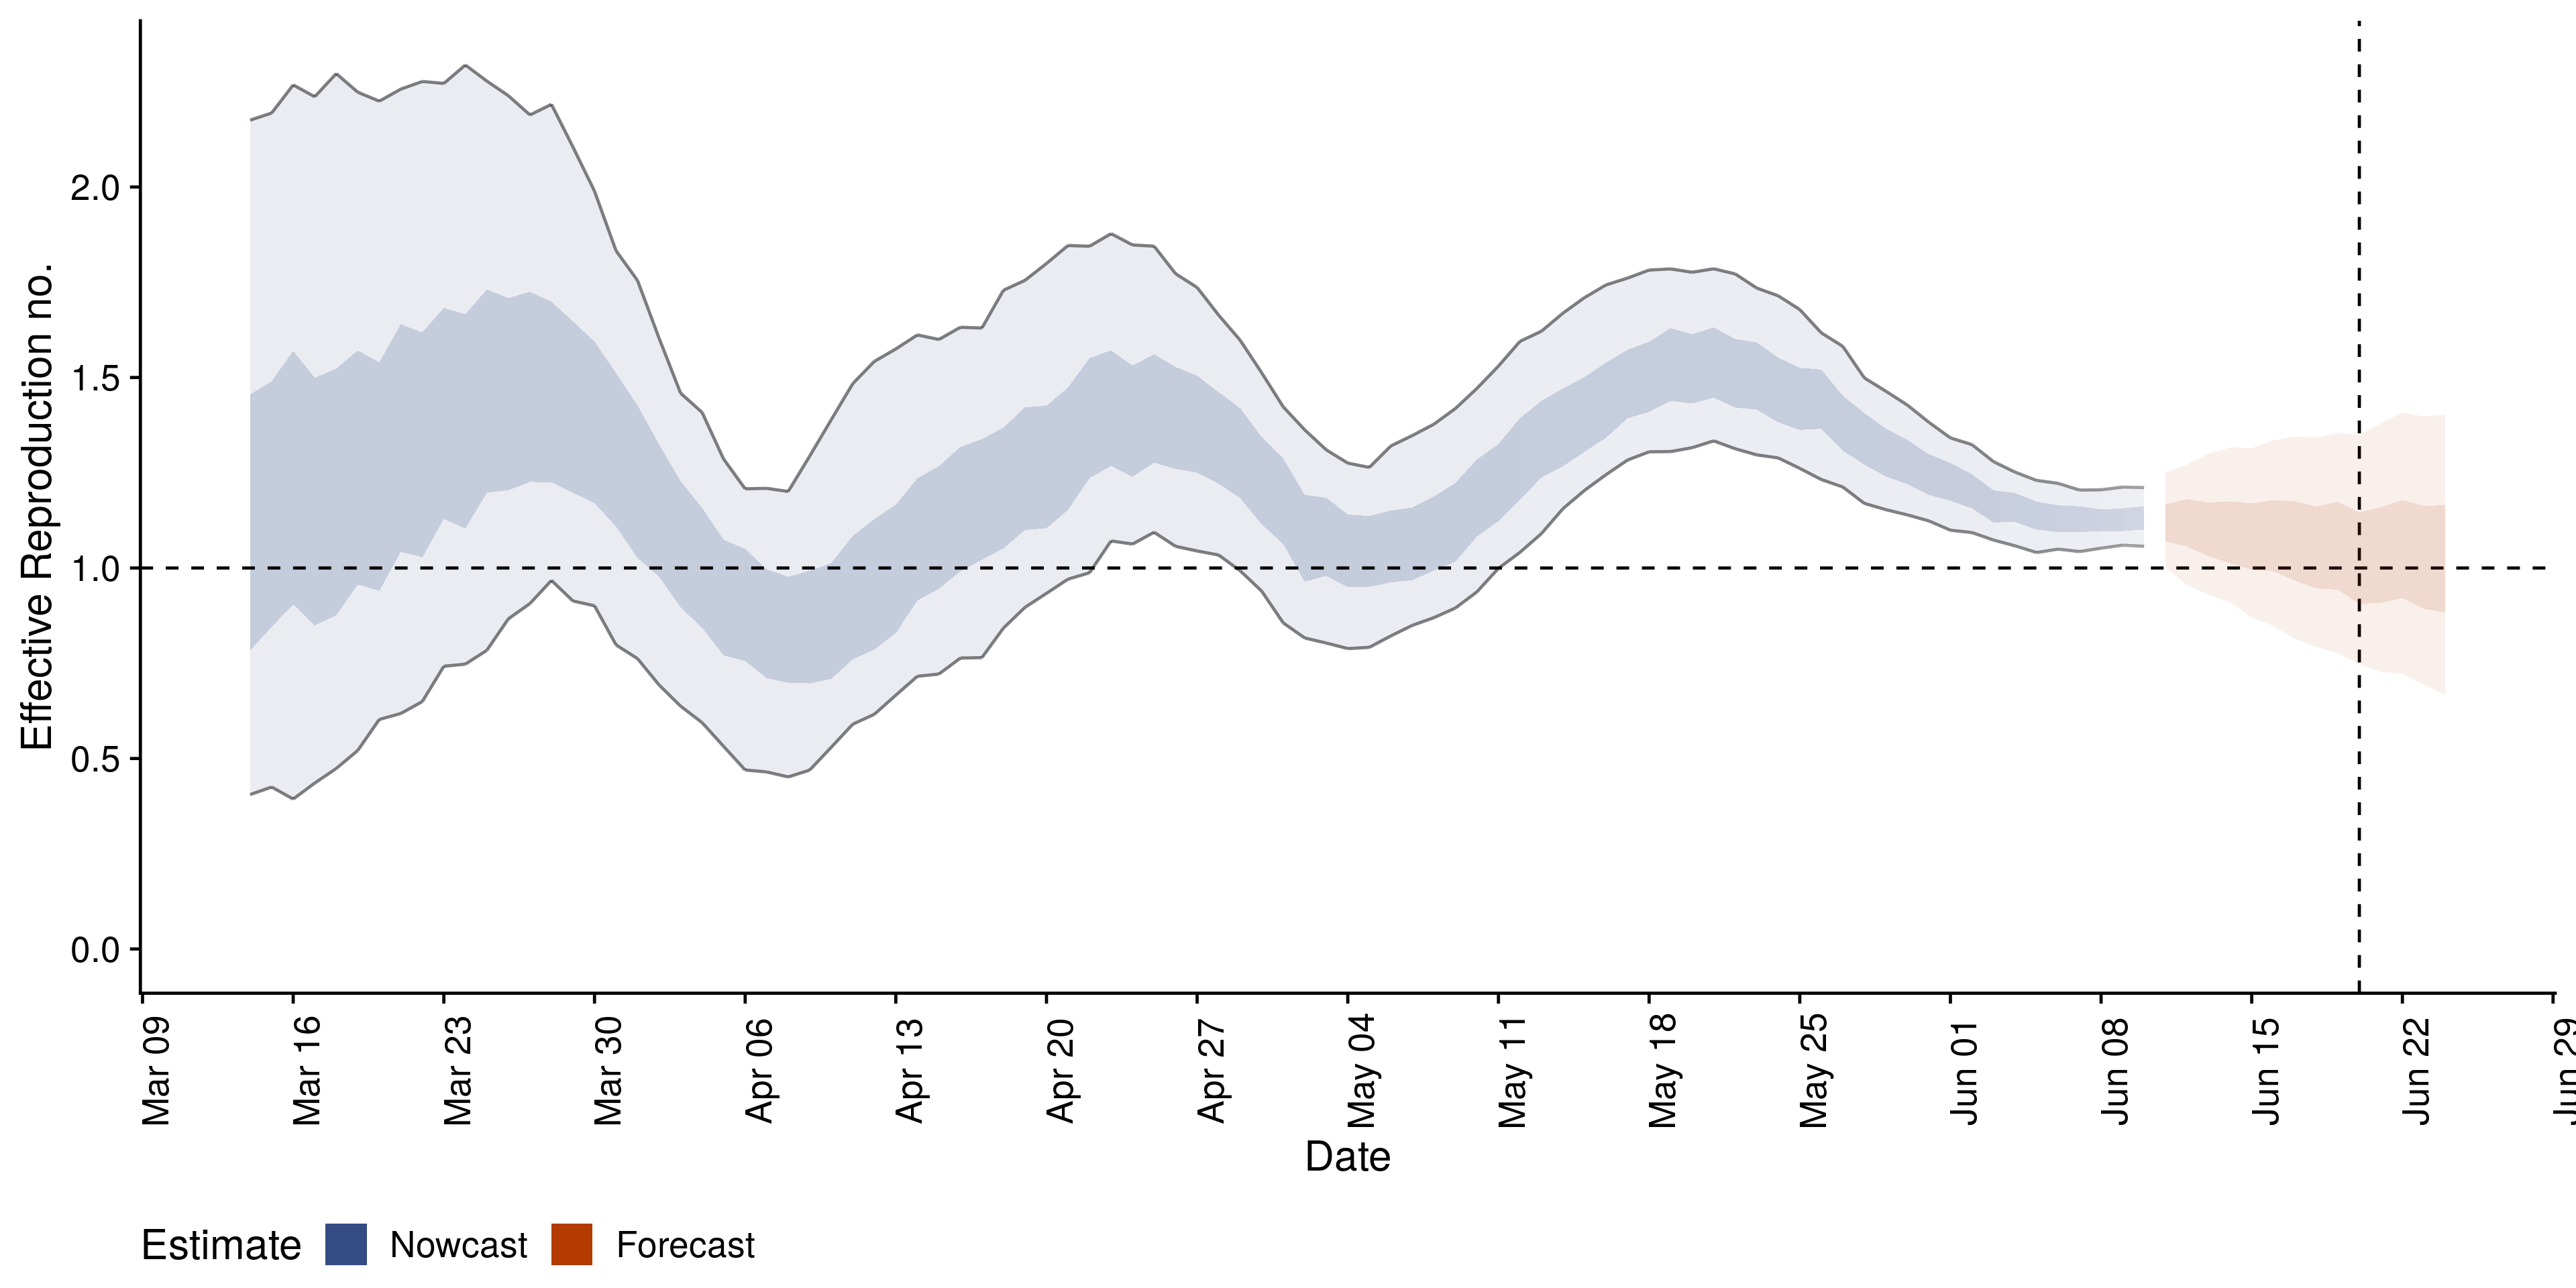 Effective Reproduction no.
2.0
1.5
1.0
0.5
0.0
Mar 09
Mar 16
Mar 23
Mar 30
Apr 06
Apr 13
Apr 20
Apr 27
May 04
May 11
May 18
May 25
Jun 01
Jun 08
Jun 15
Jun 22
Jun 29
Date
Estimate Nowcast Forecast